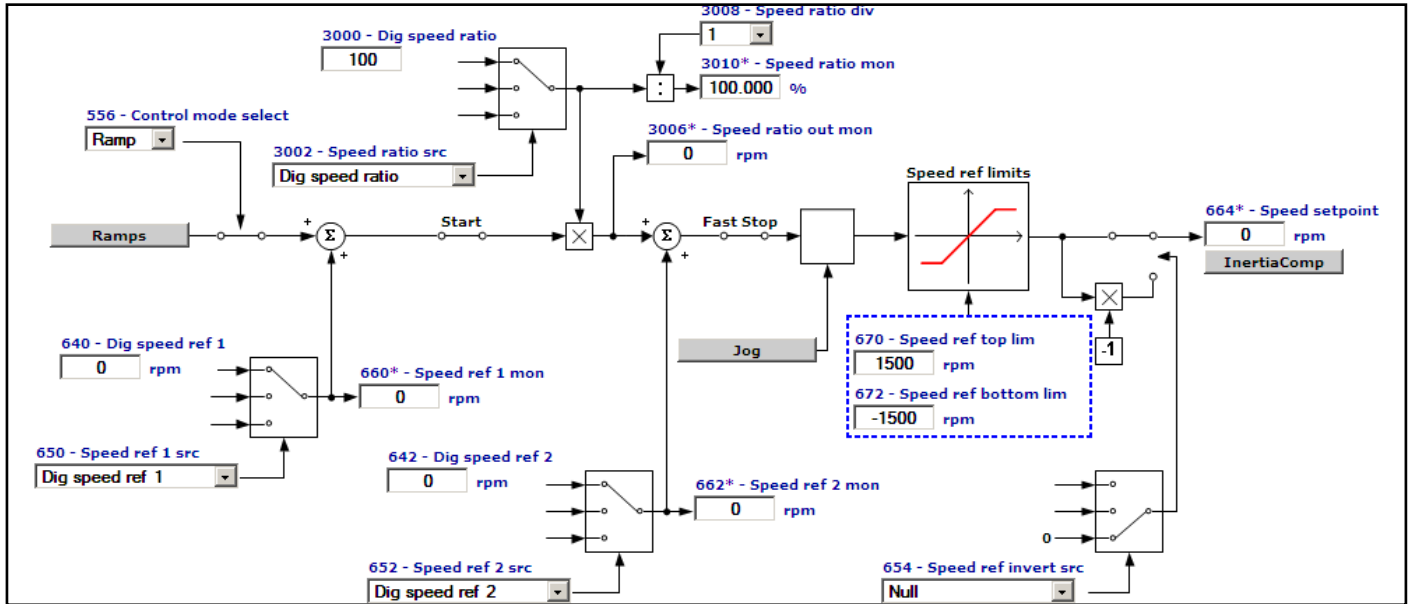 3008 - Speed ratio div
3000 - Dig speed ratio
1
100
3010* - Speed ratio mon
:
100.000 %
556 - Control mode select
Ramp
3006* - Speed ratio out mon
3002 - Speed ratio src
0 rpm
Dig speed ratio
Speed ref limits
664* - Speed setpoint
Ramps
+
Σ
+
Start
×
+
Σ
+
Fast Stop
0 rpm
InertiaComp
×
-1
640 - Dig speed ref 1
0 rpm
Jog
670 - Speed ref top lim
1500 rpm
660* - Speed ref 1 mon
0 rpm
672 - Speed ref bottom lim
-1500 rpm
650 - Speed ref 1 src
Dig speed ref 1
642 - Dig speed ref 2
0 rpm
662* - Speed ref 2 mon
0 rpm
0
652 - Speed ref 2 src
Dig speed ref 2
654 - Speed ref invert src
Null